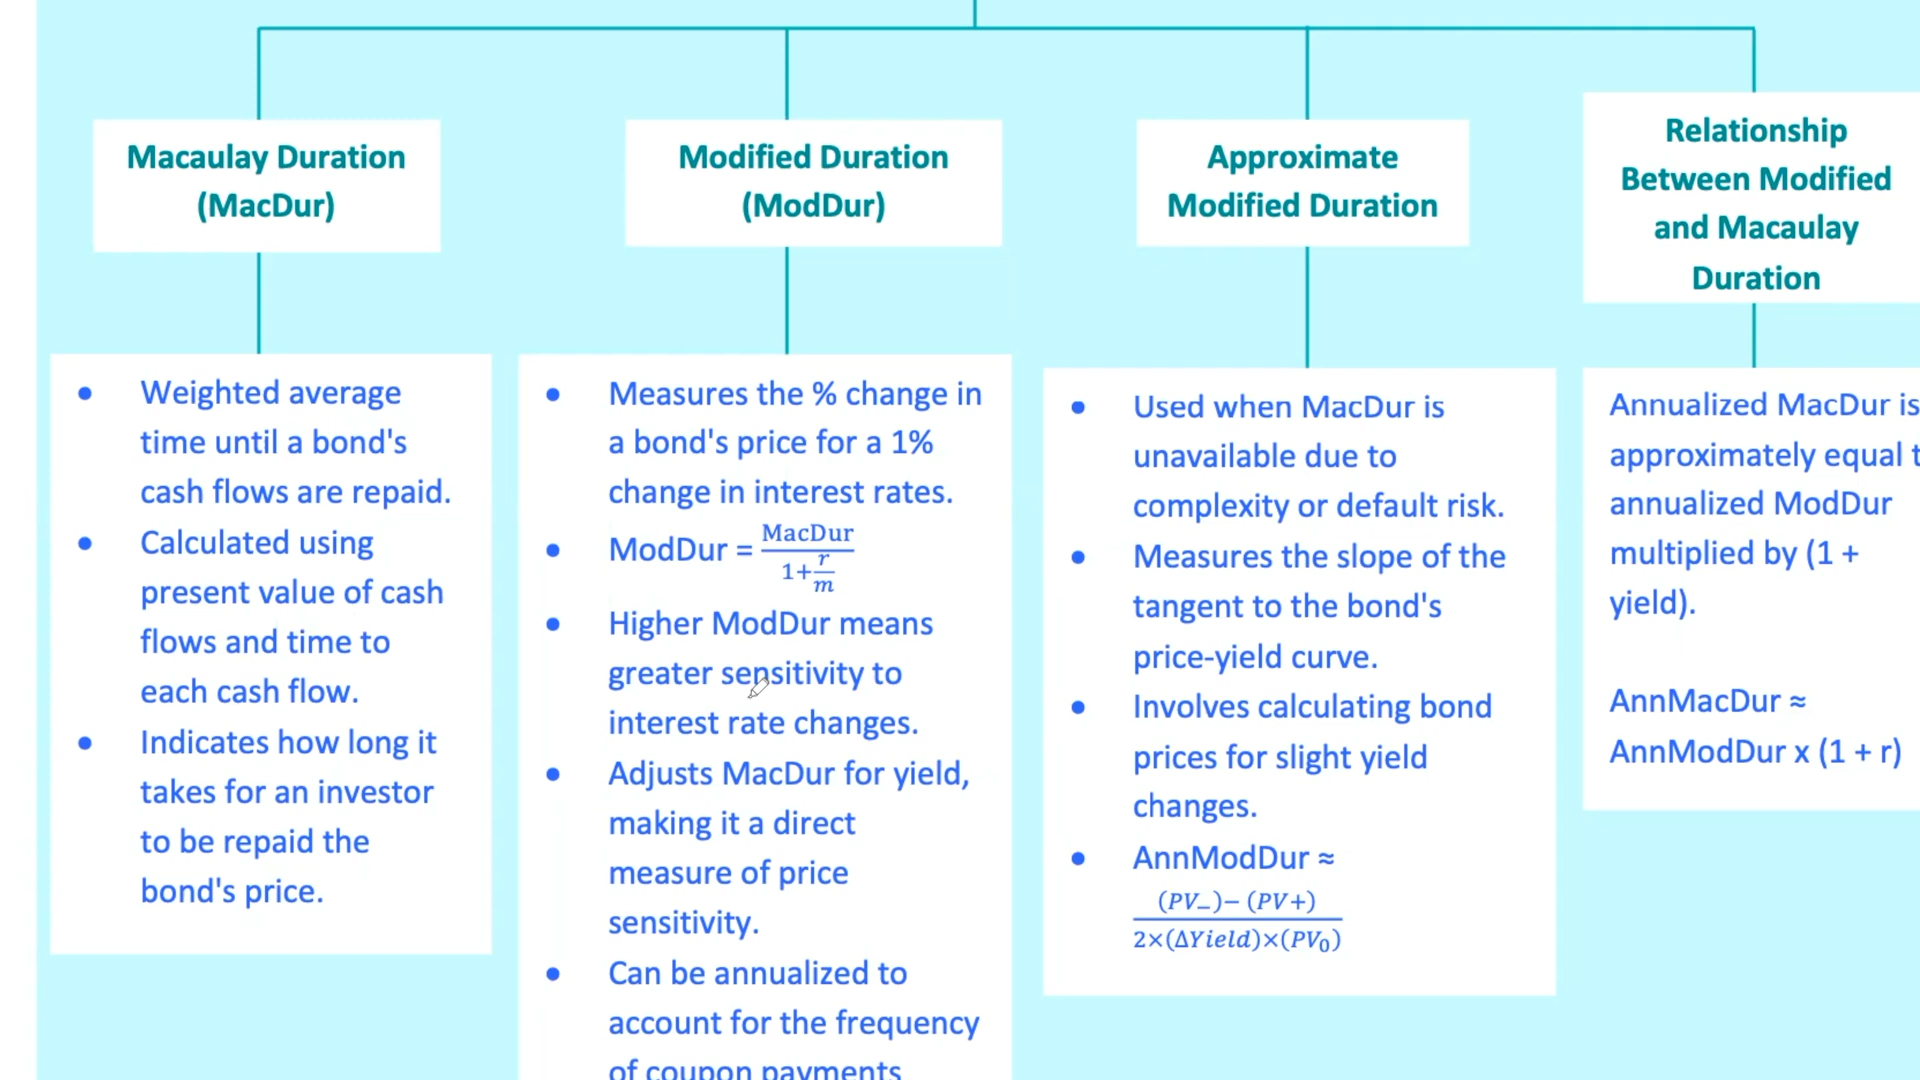 Macaulay Duration
(MacDur)
Weighted average
time until a bond's
cash flows are repaid.
Calculated using
present value of cash
flows and time to
each cash flow.
Indicates how long it
takes for an investor
to be repaid the
bond's price.
Modified Duration
(ModDur)
Measures the % change in
a bond's price for a 1%
change in interest rates.
ModDur = MacDur / (1+ r/m)
Higher ModDur means
greater sensitivity to
interest rate changes.
Adjusts MacDur for yield,
making it a direct
measure of price
sensitivity.
Can be annualized to
account for the frequency
of coupon payments
Approximate
Modified Duration
Used when MacDur is
unavailable due to
complexity or default risk.
Measures the slope of the
tangent to the bond's
price-yield curve.
Involves calculating bond
prices for slight yield
changes.
AnnModDur ≈
(PV₋)− (PV+)
2×(ΔYield)×(PV₀)
Relationship
Between Modified
and Macaulay
Duration
Annualized MacDur is
approximately equal t
annualized ModDur
multiplied by (1 +
yield).
AnnMacDur ≈
AnnModDur x (1 + r)